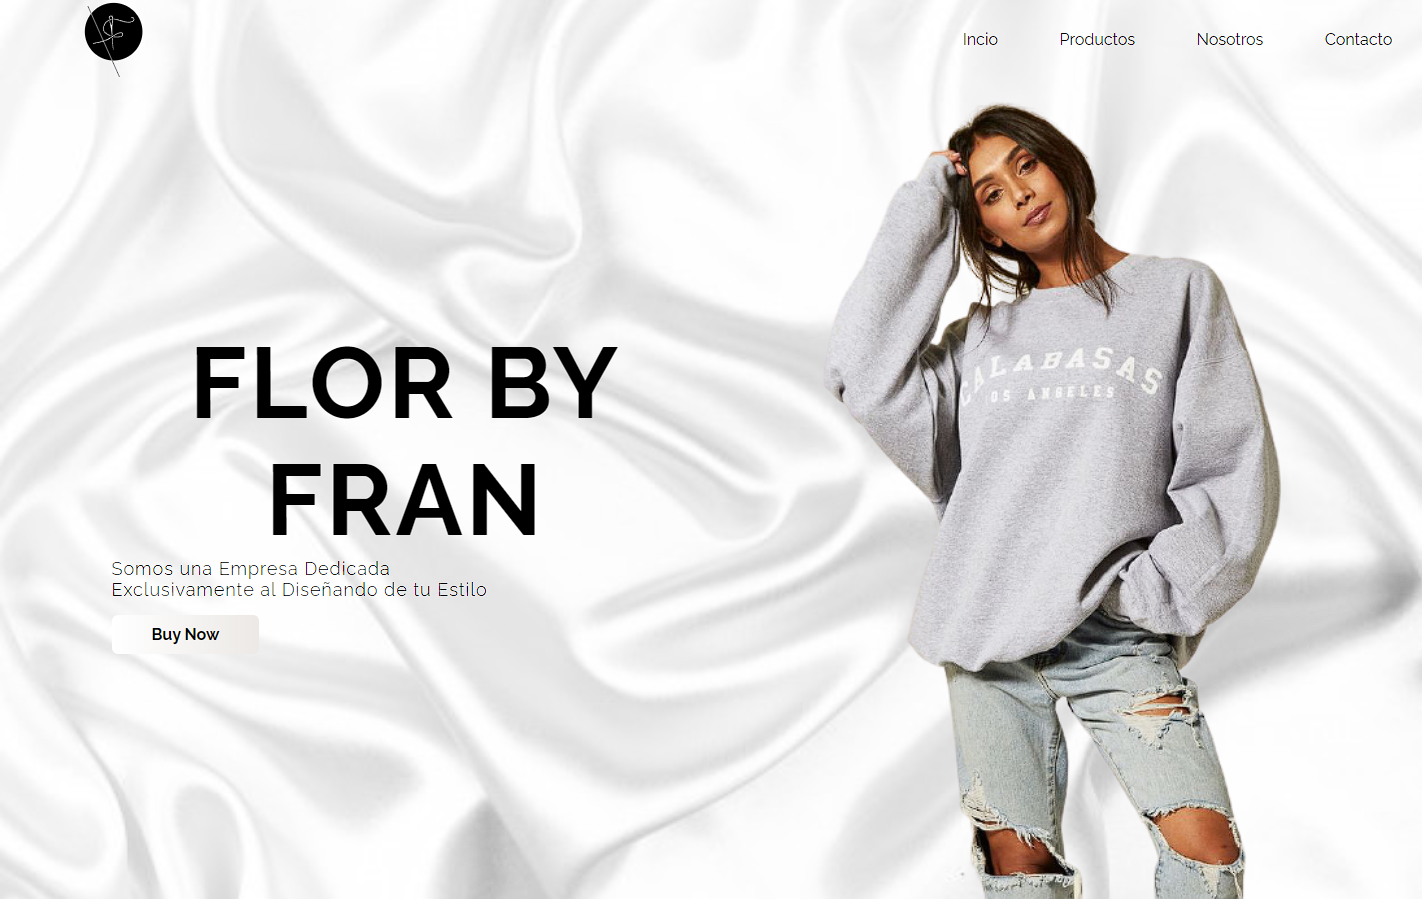 Incio Productos Nosotros Contacto
CALABASAS
LOS ANGELES
FLOR BY
FRAN
Somos una Empresa Dedicada
Exclusivamente al Diseñando de tu Estilo
Buy Now